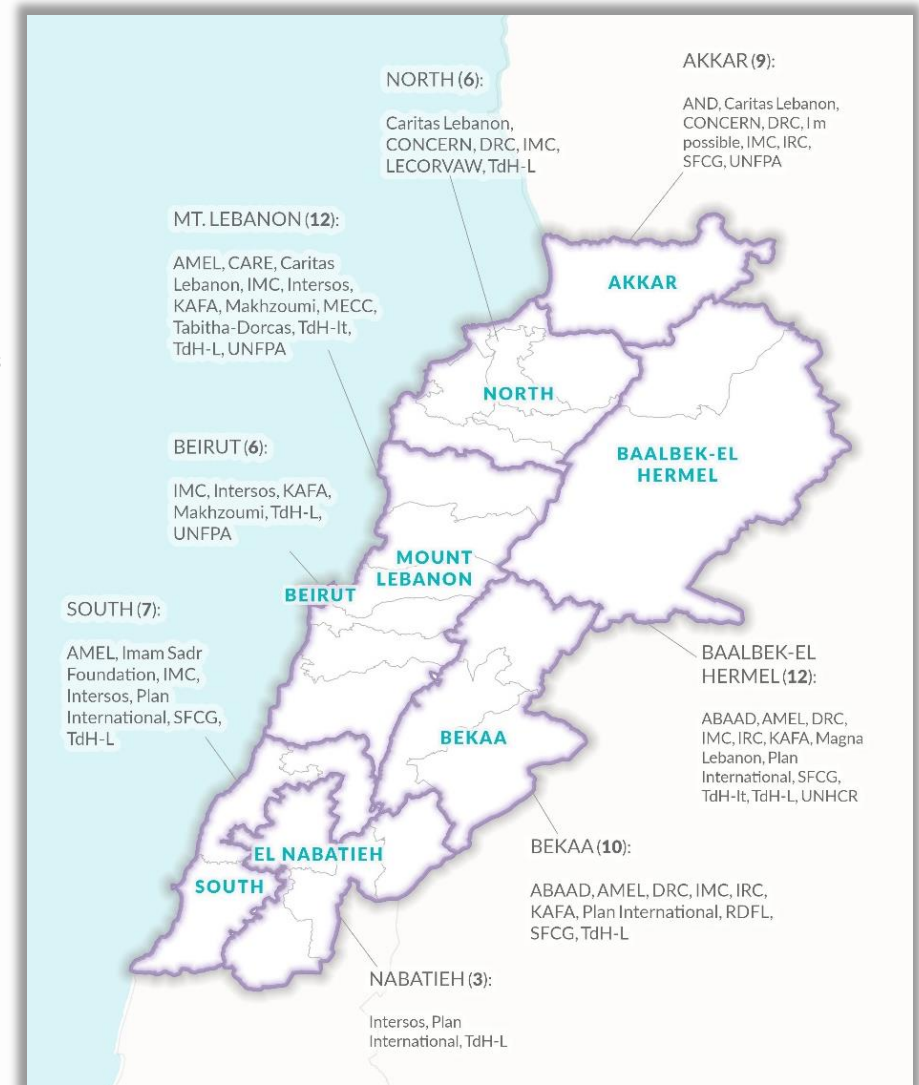 NORTH (6):
Caritas Lebanon,
CONCERN, DRC, IMC,
LECORVAW, TdH-L
AKKAR (9):
AND, Caritas Lebanon,
CONCERN, DRC, I m
possible, IMC, IRC,
SFCG, UNFPA
MT. LEBANON (12):
AMEL, CARE, Caritas
Lebanon, IMC, Intersos,
KAFA, Makhzoumi, MECC,
Tabitha-Dorcas, TdH-It,
TdH-L, UNFPA
BEIRUT (6):
IMC, Intersos, KAFA,
Makhzoumi, TdH-L,
UNFPA
SOUTH (7):
AMEL, Imam Sadr
Foundation, IMC,
Intersos, Plan
International, SFCG,
TdH-L
AKKAR
NORTH
BAALBEK-EL
HERMEL
MOUNT
LEBANON
BEIRUT
BEKAA
EL NABATIEH
SOUTH
BAALBEK-EL
HERMEL (12):
ABAAD, AMEL, DRC,
IMC, IRC, KAFA, Magna
Lebanon, Plan
International, SFCG,
TdH-It, TdH-L, UNHCR
BEKAA (10):
ABAAD, AMEL, DRC, IMC, IRC,
KAFA, Plan International, RDFL,
SFCG, TdH-L
NABATIEH (3):
Intersos, Plan
International, TdH-L